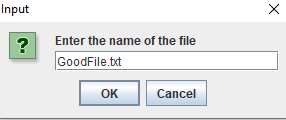 Input
Enter the name of the file
GoodFile.txt
OK
Cancel